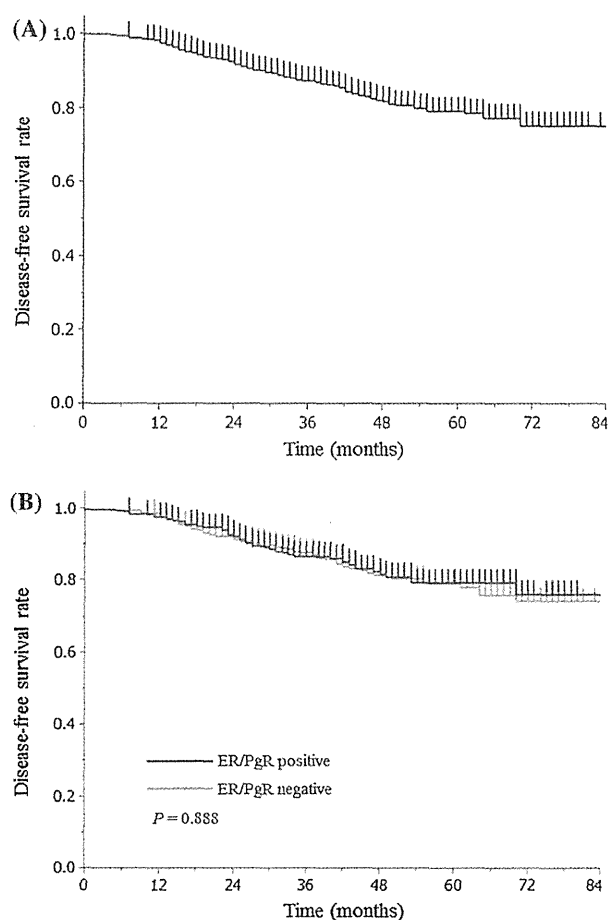 (A)
Disease-free survival rate
1.0
0.8
0.6
0.4
0.2
0.0
0 12 24 36 48 60 72 84
Time (months)
(B)
Disease-free survival rate
1.0
0.8
0.6
0.4
0.2
0.0
ER/PgR positive
ER/PgR negative
P = 0.888
0 12 24 36 48 60 72 84
Time (months)